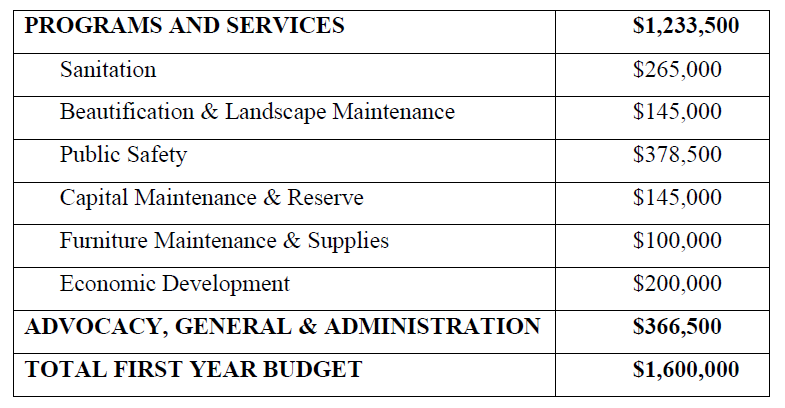 PROGRAMS AND SERVICES $1,233,500
Sanitation $265,000
Beautification & Landscape Maintenance $145,000
Public Safety $378,500
Capital Maintenance & Reserve $145,000
Furniture Maintenance & Supplies $100,000
Economic Development $200,000
ADVOCACY, GENERAL & ADMINISTRATION $366,500
TOTAL FIRST YEAR BUDGET $1,600,000